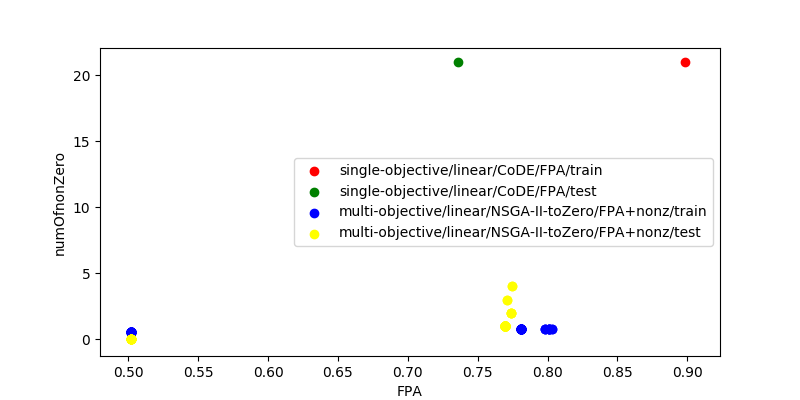 20
15
10
5
0
numOfnonZero
single-objective/linear/CoDE/FPA/train
single-objective/linear/CoDE/FPA/test
multi-objective/linear/NSGA-II-toZero/FPA+nonz/train
multi-objective/linear/NSGA-II-toZero/FPA+nonz/test
0.50 0.55 0.60 0.65 0.70 0.75 0.80 0.85 0.90
FPA